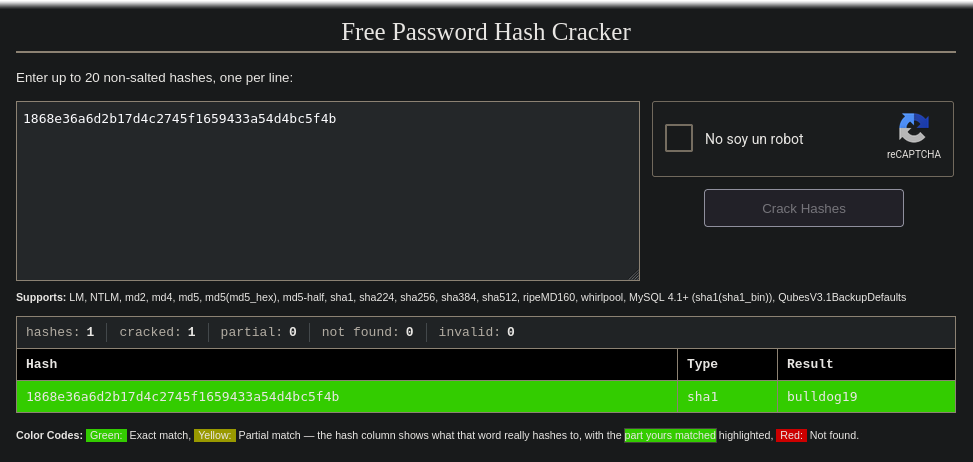 Free Password Hash Cracker
Enter up to 20 non-salted hashes, one per line:
1868e36a6d2b17d4c2745f1659433a54d4bc5f4b
No soy un robot
reCAPTCHA
Crack Hashes
Supports: LM, NTLM, md2, md4, md5, md5(md5_hex), md5-half, sha1, sha224, sha256, sha384, sha512, ripeMD160, whirlpool, MySQL 4.1+ (sha1(sha1_bin)), QubesV3.1BackupDefaults
hashes: 1 cracked: 1 partial: 0 not found: 0 invalid: 0
Hash Type Result
1868e36a6d2b17d4c2745f1659433a54d4bc5f4b sha1 bulldog19
Color Codes: Green: Exact match, Yellow: Partial match — the hash column shows what that word really hashes to, with the part yours matched highlighted, Red: Not found.